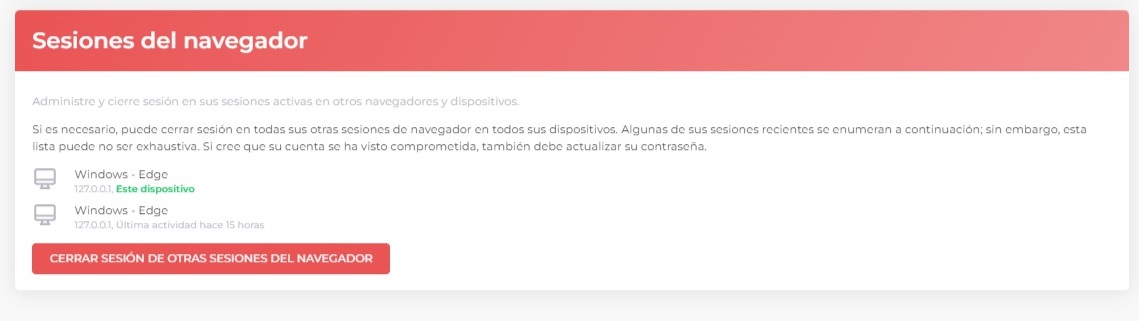 Sesiones del navegador
Administre y cierre sesión en sus sesiones activas en otros navegadores y dispositivos.
Si es necesario, puede cerrar sesión en todas sus otras sesiones de navegador en todos sus dispositivos. Algunas de sus sesiones recientes se enumeran a continuación; sin embargo, esta
lista puede no ser exhaustiva. Si cree que su cuenta se ha visto comprometida, también debe actualizar su contraseña.
Windows - Edge
127.0.0.1, Este dispositivo
Windows - Edge
127.0.0.1, Última actividad hace 15 horas
CERRAR SESIÓN DE OTRAS SESIONES DEL NAVEGADOR